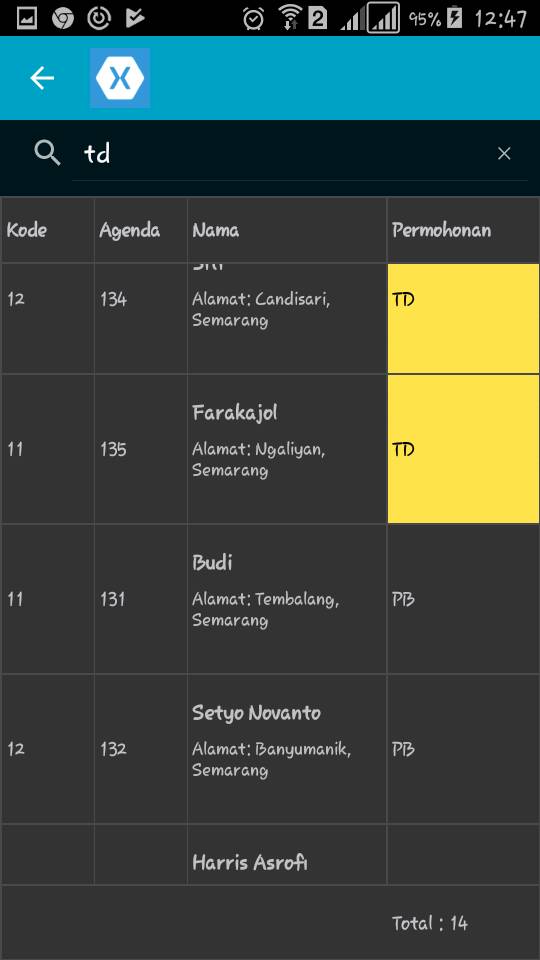 2
95%
12:47
X
td
Kode Agenda Nama Permohonan
12 134 Alamat: Candisari, TD
Semarang
Farakajol
11 135 Alamat: Ngaliyan, TD
Semarang
Budi
11 131 Alamat: Tembalang, PB
Semarang
Setyo Novanto
12 132 Alamat: Banyumanik, PB
Semarang
Harris Asrofi
Total : 14